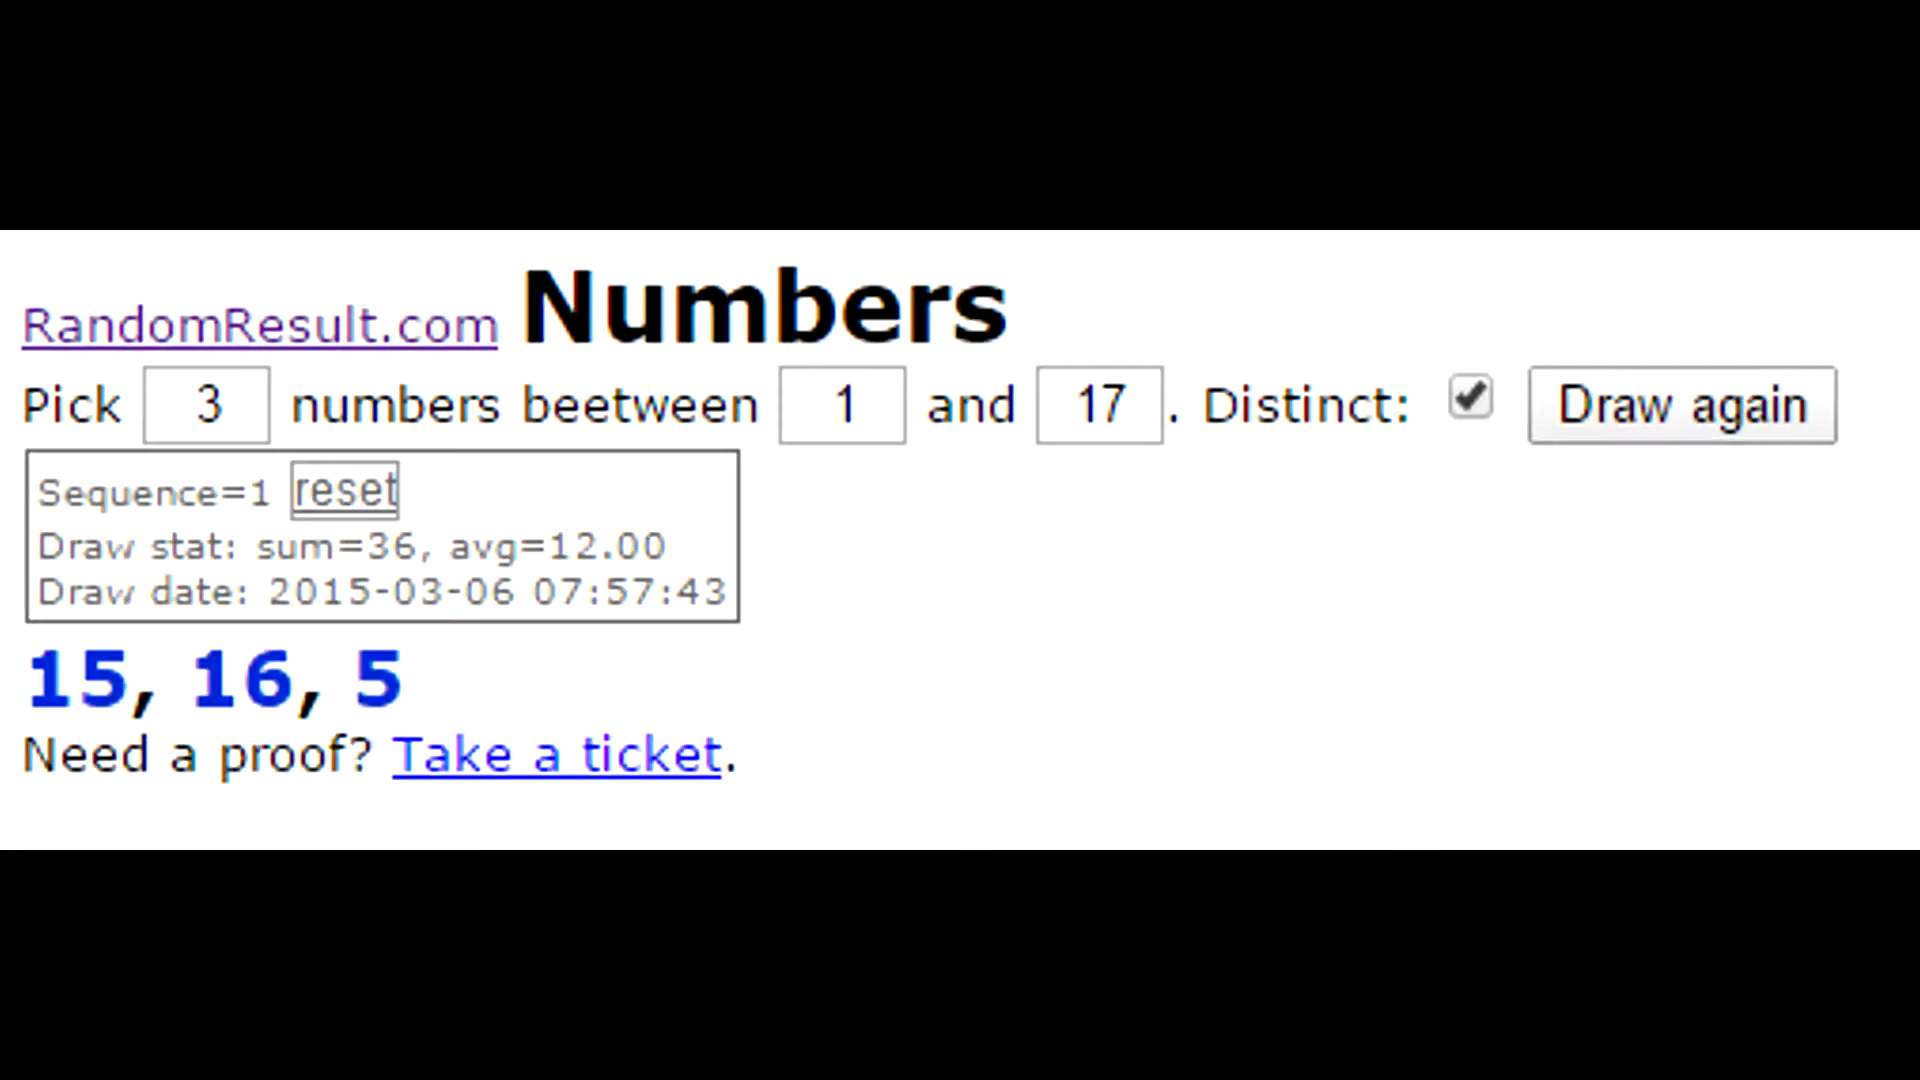 RandomResult.com Numbers
Pick 3 numbers beetween 1 and 17. Distinct: Draw again
Sequence=1 reset
Draw stat: sum=36, avg=12.00
Draw date: 2015-03-06 07:57:43
15, 16, 5
Need a proof? Take a ticket.